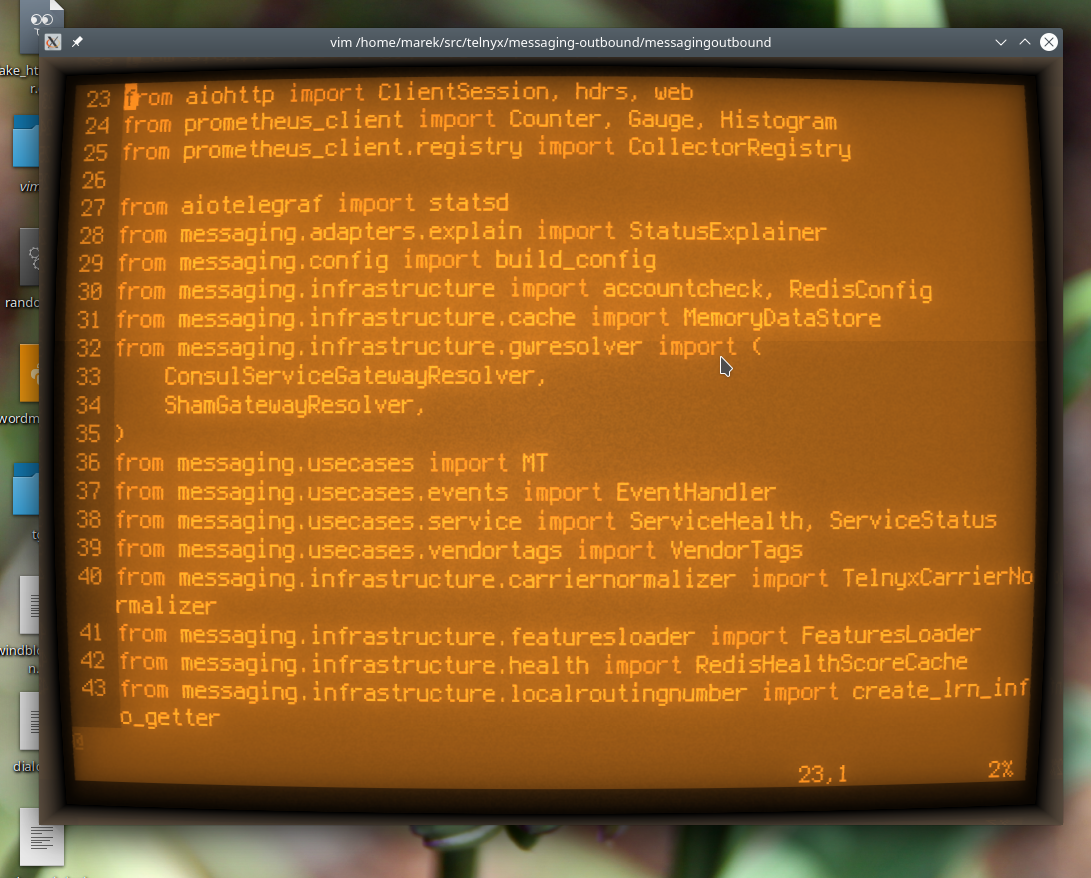 vim /home/marek/src/telnyx/messaging-outbound/messagingoutbound
23 from aiohttp import ClientSession, hdrs, web
24 from prometheus_client import Counter, Gauge, Histogram
25 from prometheus_client.registry import CollectorRegistry
26
27 from aiotelegraf import statsd
28 from messaging.adapters.explain import StatusExplainer
29 from messaging.config import build_config
30 from messaging.infrastructure import accountcheck, RedisConfig
31 from messaging.infrastructure.cache import MemoryDataStore
32 from messaging.infrastructure.gwresolver import (
33     ConsulServiceGatewayResolver,
34     ShamGatewayResolver,
35 )
36 from messaging.usecases import MT
37 from messaging.usecases.events import EventHandler
38 from messaging.usecases.service import ServiceHealth, ServiceStatus
39 from messaging.usecases.vendortags import VendorTags
40 from messaging.infrastructure.carriernormalizer import TelnyxCarrierNo
rmalizer
41 from messaging.infrastructure.featuresloader import FeaturesLoader
42 from messaging.infrastructure.health import RedisHealthScoreCache
43 from messaging.infrastructure.localroutingnumber import create_lrn_inf
o_getter
@
23,1 2%
vim